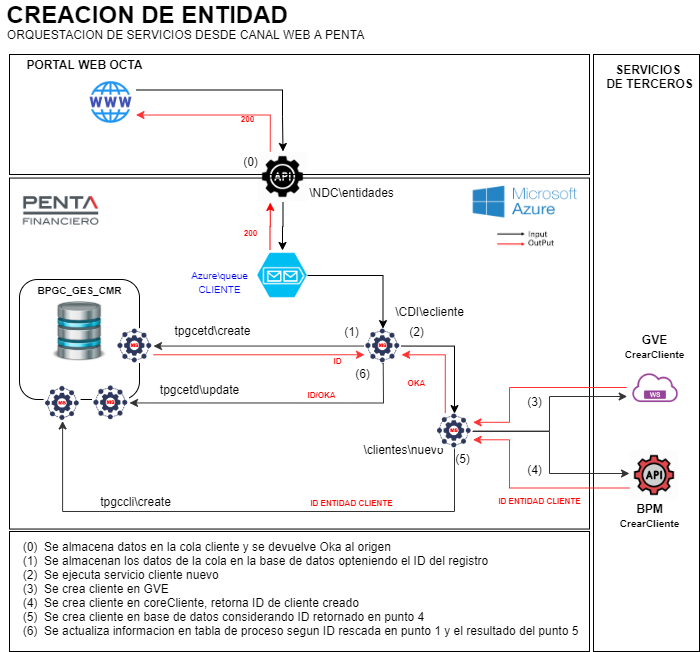 CREACION DE ENTIDAD
ORQUESTACION DE SERVICIOS DESDE CANAL WEB A PENTA
PORTAL WEB OCTA
WWW
200
(0)
API
\NDC\entidades
SERVICIOS
DE TERCEROS
PENTA
FINANCIERO
Microsoft
Azure
Input
OutPut
200
Azure\queue
CLIENTE
BPGC_GES_CMR
\CDI\ecliente
tpgcetd\create
(1)
(2)
MS
MS
ID
(6)
OKA
tpgcetd\update
ID/OKA
MS
MS
MS
\clientes\nuevo
(5)
GVE
CrearCliente
WS
(3)
(4)
API
ID ENTIDAD CLIENTE
BPM
CrearCliente
tpgccli\create
ID ENTIDAD CLIENTE
(0) Se almacena datos en la cola cliente y se devuelve Oka al origen
(1) Se almacenan los datos de la cola en la base de datos opteniendo el ID del registro
(2) Se ejecuta servicio cliente nuevo
(3) Se crea cliente en GVE
(4) Se crea cliente en coreCliente, retorna ID de cliente creado
(5) Se crea cliente en base de datos considerando ID retornado en punto 4
(6) Se actualiza informacion en tabla de proceso segun ID rescada en punto 1 y el resultado del punto 5